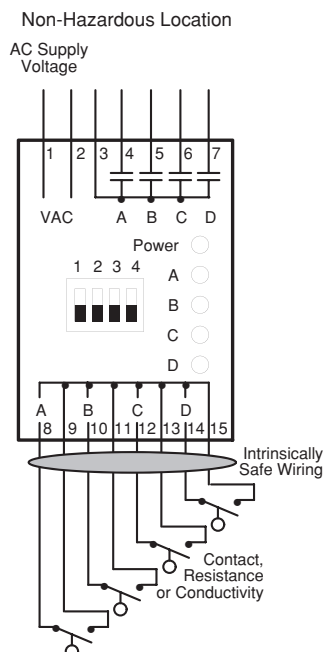 Non-Hazardous Location
AC Supply
Voltage
1 2 3 4 5 6 7
VAC A B C D
Power
1 2 3 4
A
B
C
D
A B C D
8 9 10 11 12 13 14 15
Intrinsically
Safe Wiring
Contact,
Resistance
or Conductivity